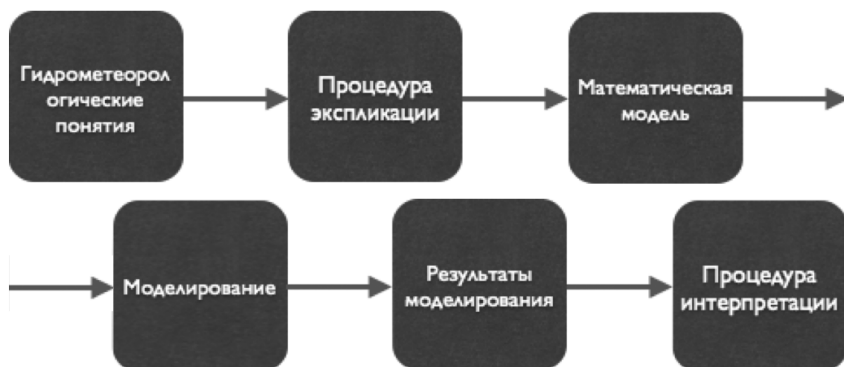 Гидрометеорол
огические
понятия
Процедура
экспликации
Математическая
модель
Моделирование
Результаты
моделирования
Процедура
интерпретации